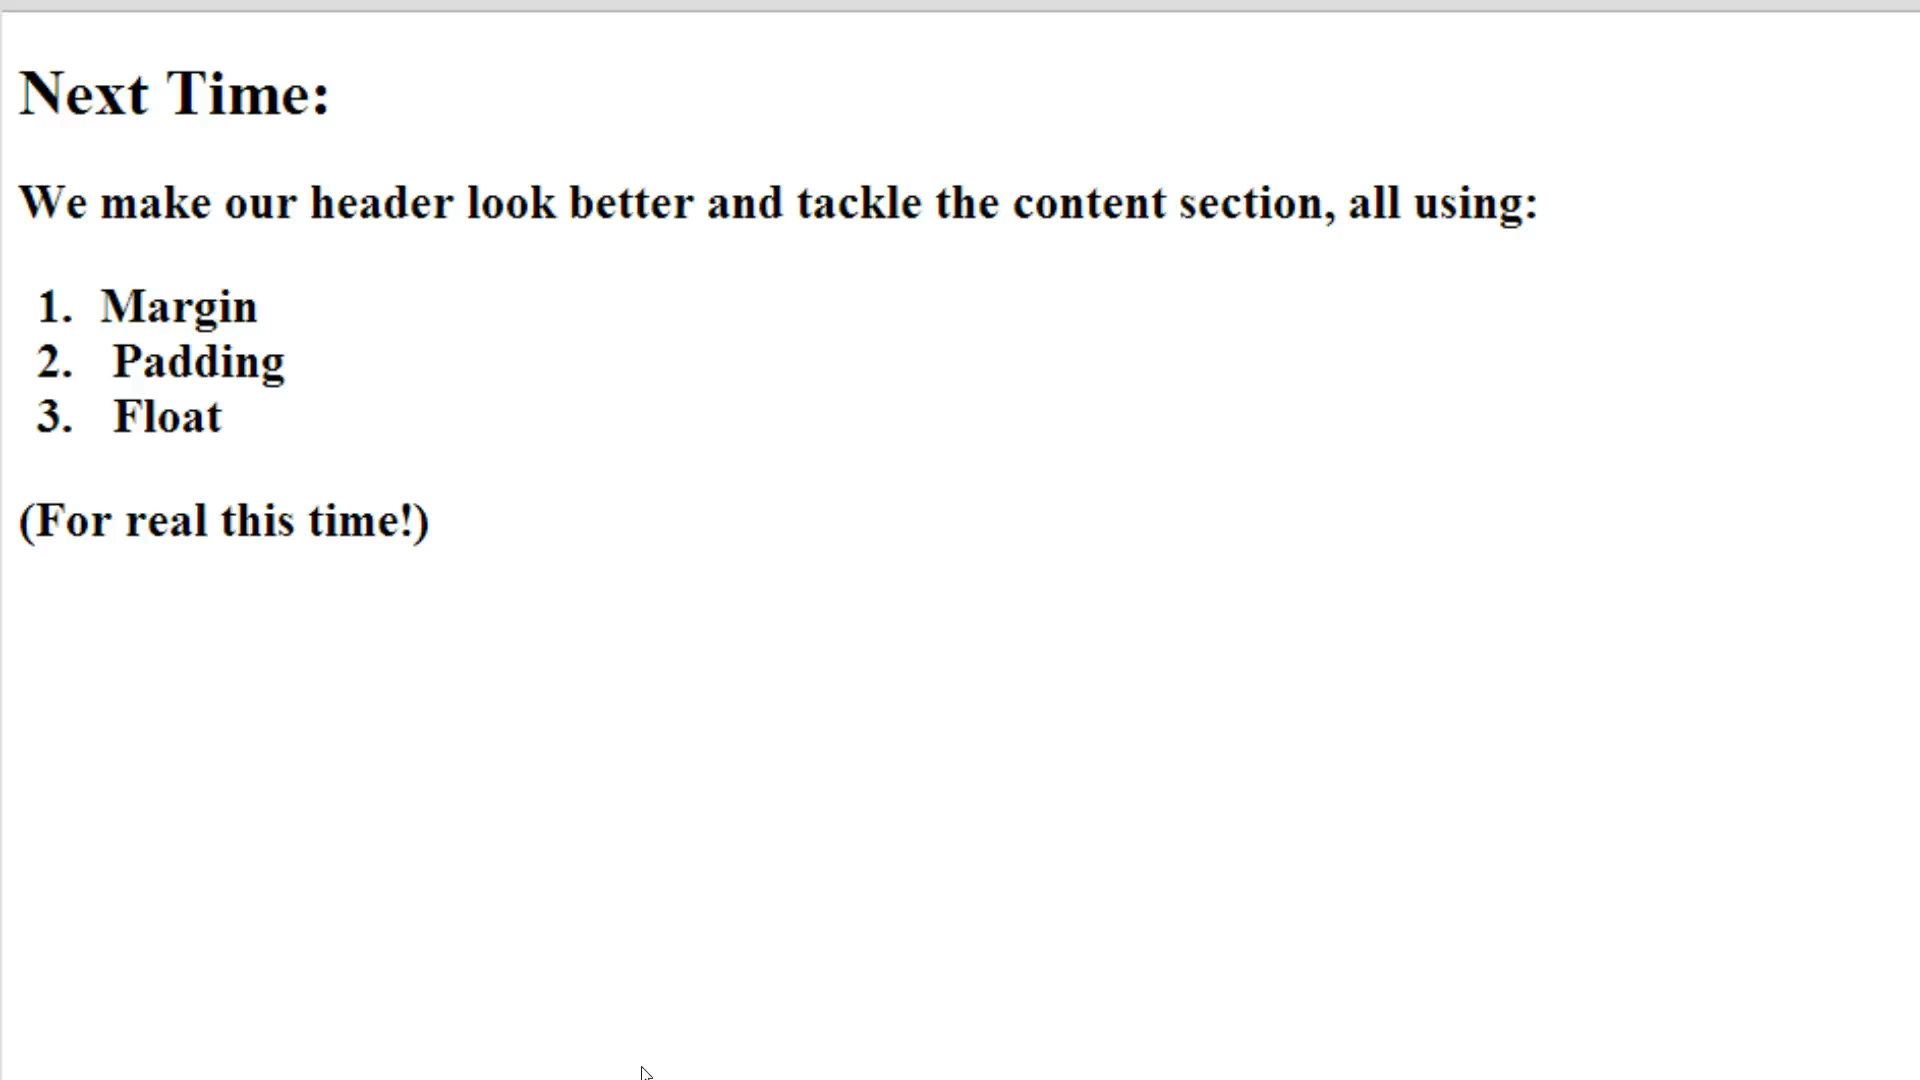 Next Time:
We make our header look better and tackle the content section, all using:
1. Margin
2. Padding
3. Float
(For real this time!)